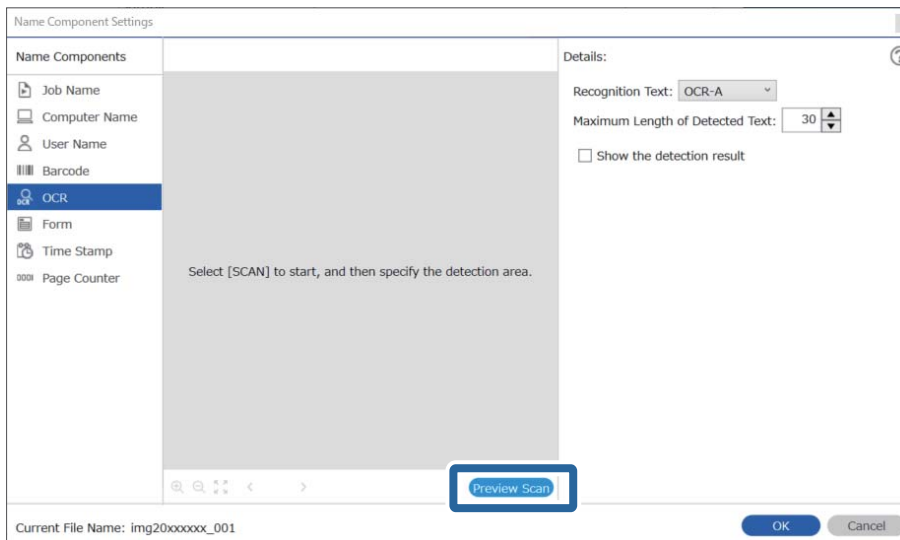 Name Component Settings
Name Components
Job Name
Computer Name
User Name
Barcode
OCR
OCR
Form
Time Stamp
0001 Page Counter
Select [SCAN] to start, and then specify the detection area.
Preview Scan
Details:
?
Recognition Text: OCR-A
Maximum Length of Detected Text: 30
Show the detection result
Current File Name: img20xxxxxx_001
OK
Cancel